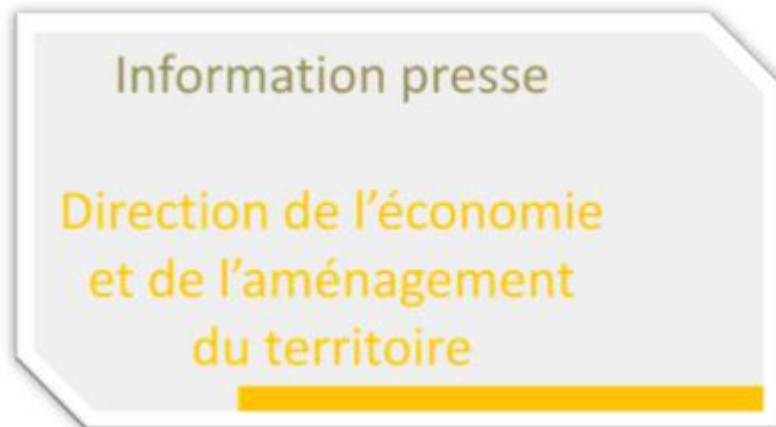 Information presse
Direction de l’économie
et de l’aménagement
du territoire